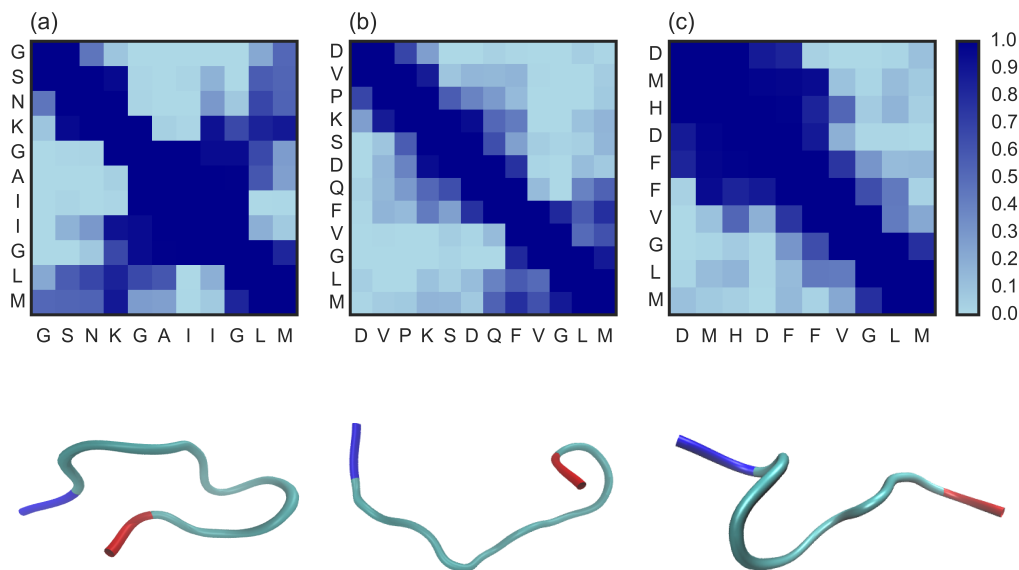 (a)
(b)
(c)
G
S
N
K
G
A
I
I
G
L
M
G S N K G A I I G L M
D
V
P
K
S
D
Q
F
V
G
L
M
D V P K S D Q F V G L M
D
M
H
D
F
F
V
G
L
M
D M H D F F V G L M
1.0
0.9
0.8
0.7
0.6
0.5
0.4
0.3
0.2
0.1
0.0